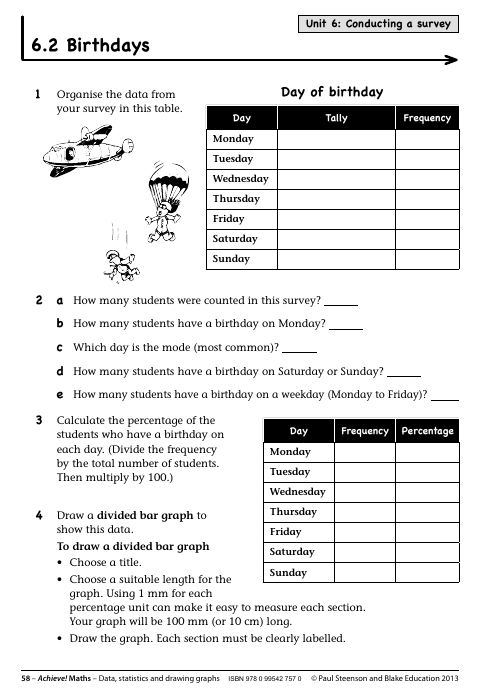 Unit 6: Conducting a survey
6.2 Birthdays
1 Organise the data from
your survey in this table.
Day of birthday
Day Tally Frequency
Monday
Tuesday
Wednesday
Thursday
Friday
Saturday
Sunday
2 a How many students were counted in this survey? _____
b How many students have a birthday on Monday? _____
c Which day is the mode (most common)? _____
d How many students have a birthday on Saturday or Sunday? _____
e How many students have a birthday on a weekday (Monday to Friday)? _____
3 Calculate the percentage of the
students who have a birthday on
each day. (Divide the frequency
by the total number of students.
Then multiply by 100.)
Day Frequency Percentage
Monday
Tuesday
Wednesday
Thursday
Friday
Saturday
Sunday
4 Draw a divided bar graph to
show this data.
To draw a divided bar graph
• Choose a title.
• Choose a suitable length for the
graph. Using 1 mm for each
percentage unit can make it easy to measure each section.
Your graph will be 100 mm (or 10 cm) long.
• Draw the graph. Each section must be clearly labelled.
58 – Achieve! Maths – Data, statistics and drawing graphs ISBN 978 0 99542 757 0 © Paul Steenson and Blake Education 2013